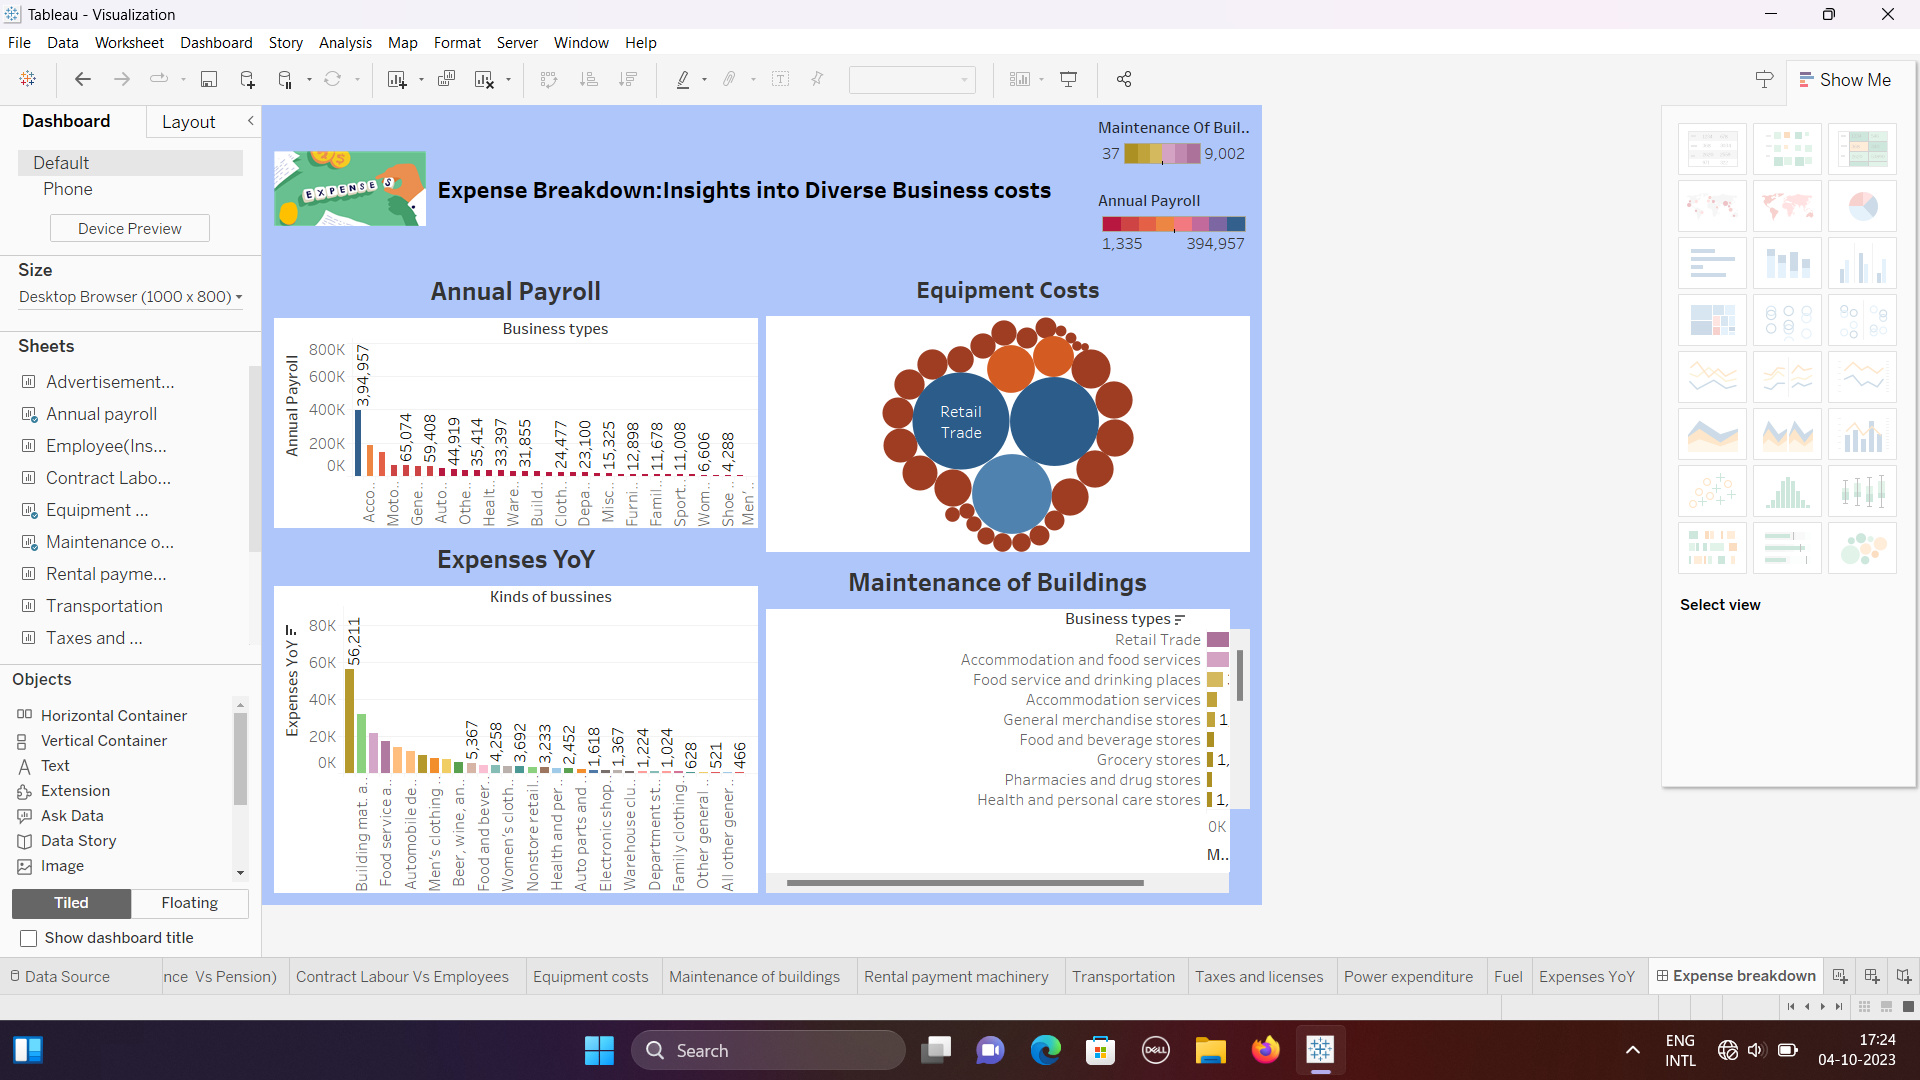 Tableau - Visualization
File Data Worksheet Dashboard Story Analysis Map Format Server Window Help
Show Me
Dashboard Layout
Default
Phone
Device Preview
Size
Desktop Browser (1000 x 800)
Sheets
Advertisement...
Annual payroll
Employee(Ins...
Contract Labo...
Equipment ...
Maintenance o...
Rental payme...
Transportation
Taxes and ...
Objects
Horizontal Container
Vertical Container
Text
Extension
Ask Data
Data Story
Image
Tiled Floating
Show dashboard title
EXPENSES
Expense Breakdown:Insights into Diverse Business costs
Maintenance Of Buil..
37 9,002
Annual Payroll
1,335 394,957
Annual Payroll
Business types
Annual Payroll
800K
600K
400K
200K
0K
3,94,957
65,074
59,408
44,919
35,414
33,397
31,855
24,477
23,100
15,325
12,898
11,678
11,008
6,606
4,288
Acco..
Moto..
Gene..
Auto..
Othe..
Healt..
Ware..
Build..
Cloth..
Depa..
Misc..
Furni..
Famil..
Sport..
Wom..
Shoe ..
Men'..
Equipment Costs
Retail
Trade
Expenses YoY
Kinds of bussines
Expenses YoY
80K
60K
40K
20K
0K
56,211
5,367
4,258
3,692
3,233
2,452
1,618
1,367
1,224
1,024
628
521
466
Building mat. a..
Food service a..
Automobile de..
Men's clothing ..
Beer, wine, an..
Food and bever..
Women's cloth..
Nonstore retail..
Health and per..
Auto parts and ..
Electronic shop..
Warehouse clu..
Department st..
Family clothing..
Other general ..
All other gener..
Maintenance of Buildings
Business types
Retail Trade
Accommodation and food services
Food service and drinking places
Accommodation services
General merchandise stores 1
Food and beverage stores
Grocery stores 1,
Pharmacies and drug stores
Health and personal care stores 1,
0K
M..
Select view
Data Source
nce Vs Pension)
Contract Labour Vs Employees
Equipment costs
Maintenance of buildings
Rental payment machinery
Transportation
Taxes and licenses
Power expenditure
Fuel
Expenses YoY
Expense breakdown
Search
DELL
ENG
INTL
17:24
04-10-2023